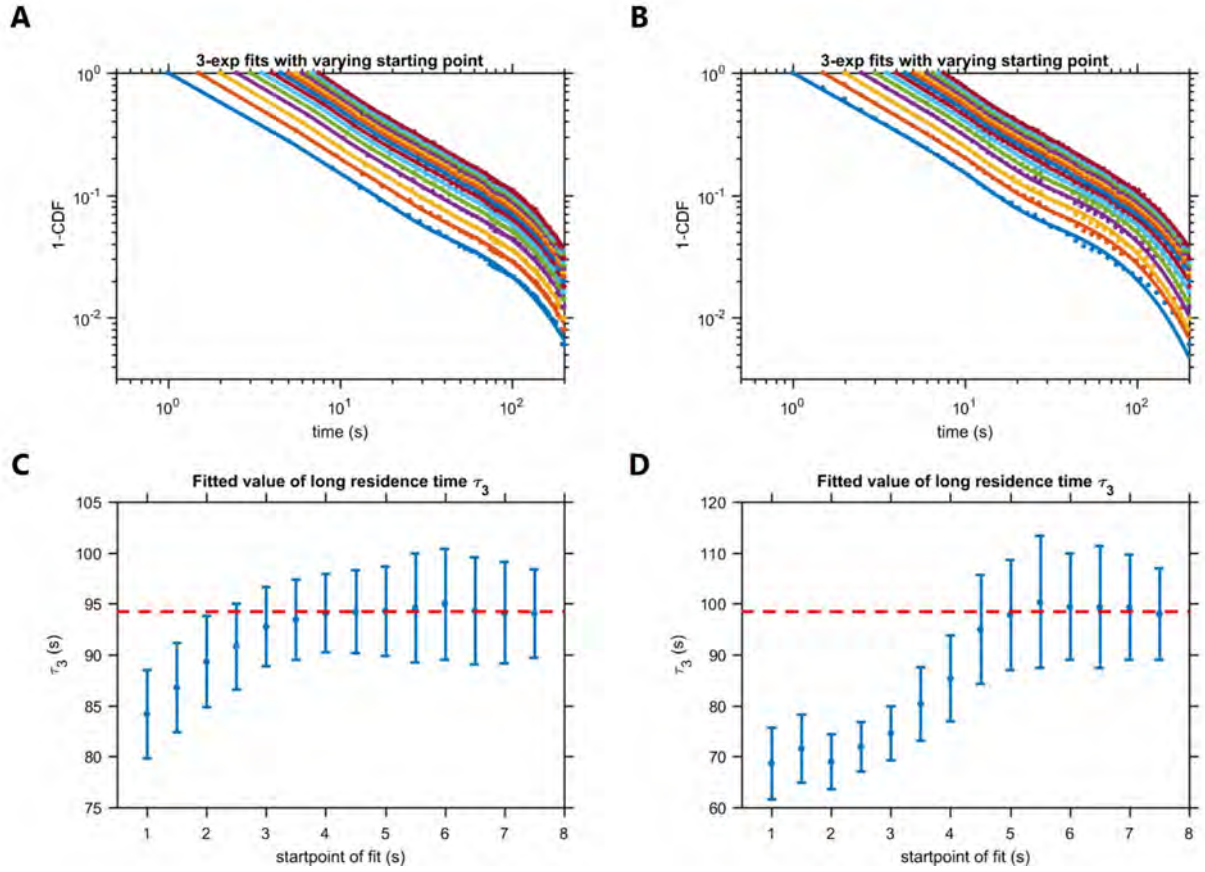 A
B
3-exp fits with varying starting point
3-exp fits with varying starting point
10^0
10^-1
10^-2
1-CDF
10^0
10^1
10^2
time (s)
10^0
10^-1
10^-2
1-CDF
10^0
10^1
10^2
time (s)
C
D
Fitted value of long residence time τ_3
105
100
95
90
85
80
75
τ_3 (s)
1 2 3 4 5 6 7 8
startpoint of fit (s)
Fitted value of long residence time τ_3
120
110
100
90
80
70
60
τ_3 (s)
1 2 3 4 5 6 7 8
startpoint of fit (s)